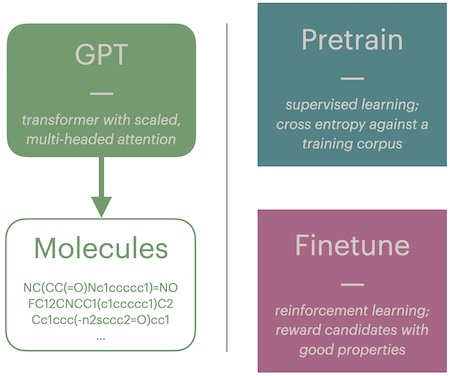 GPT
—
transformer with scaled,
multi-headed attention
Molecules
NC(CC(=O)Nc1ccccc1)=NO
FC12CNCC1(c1ccccc1)C2
Cc1ccc(-n2sccc2=O)cc1
...
Pretrain
—
supervised learning;
cross entropy against a
training corpus
Finetune
—
reinforcement learning;
reward candidates with
good properties